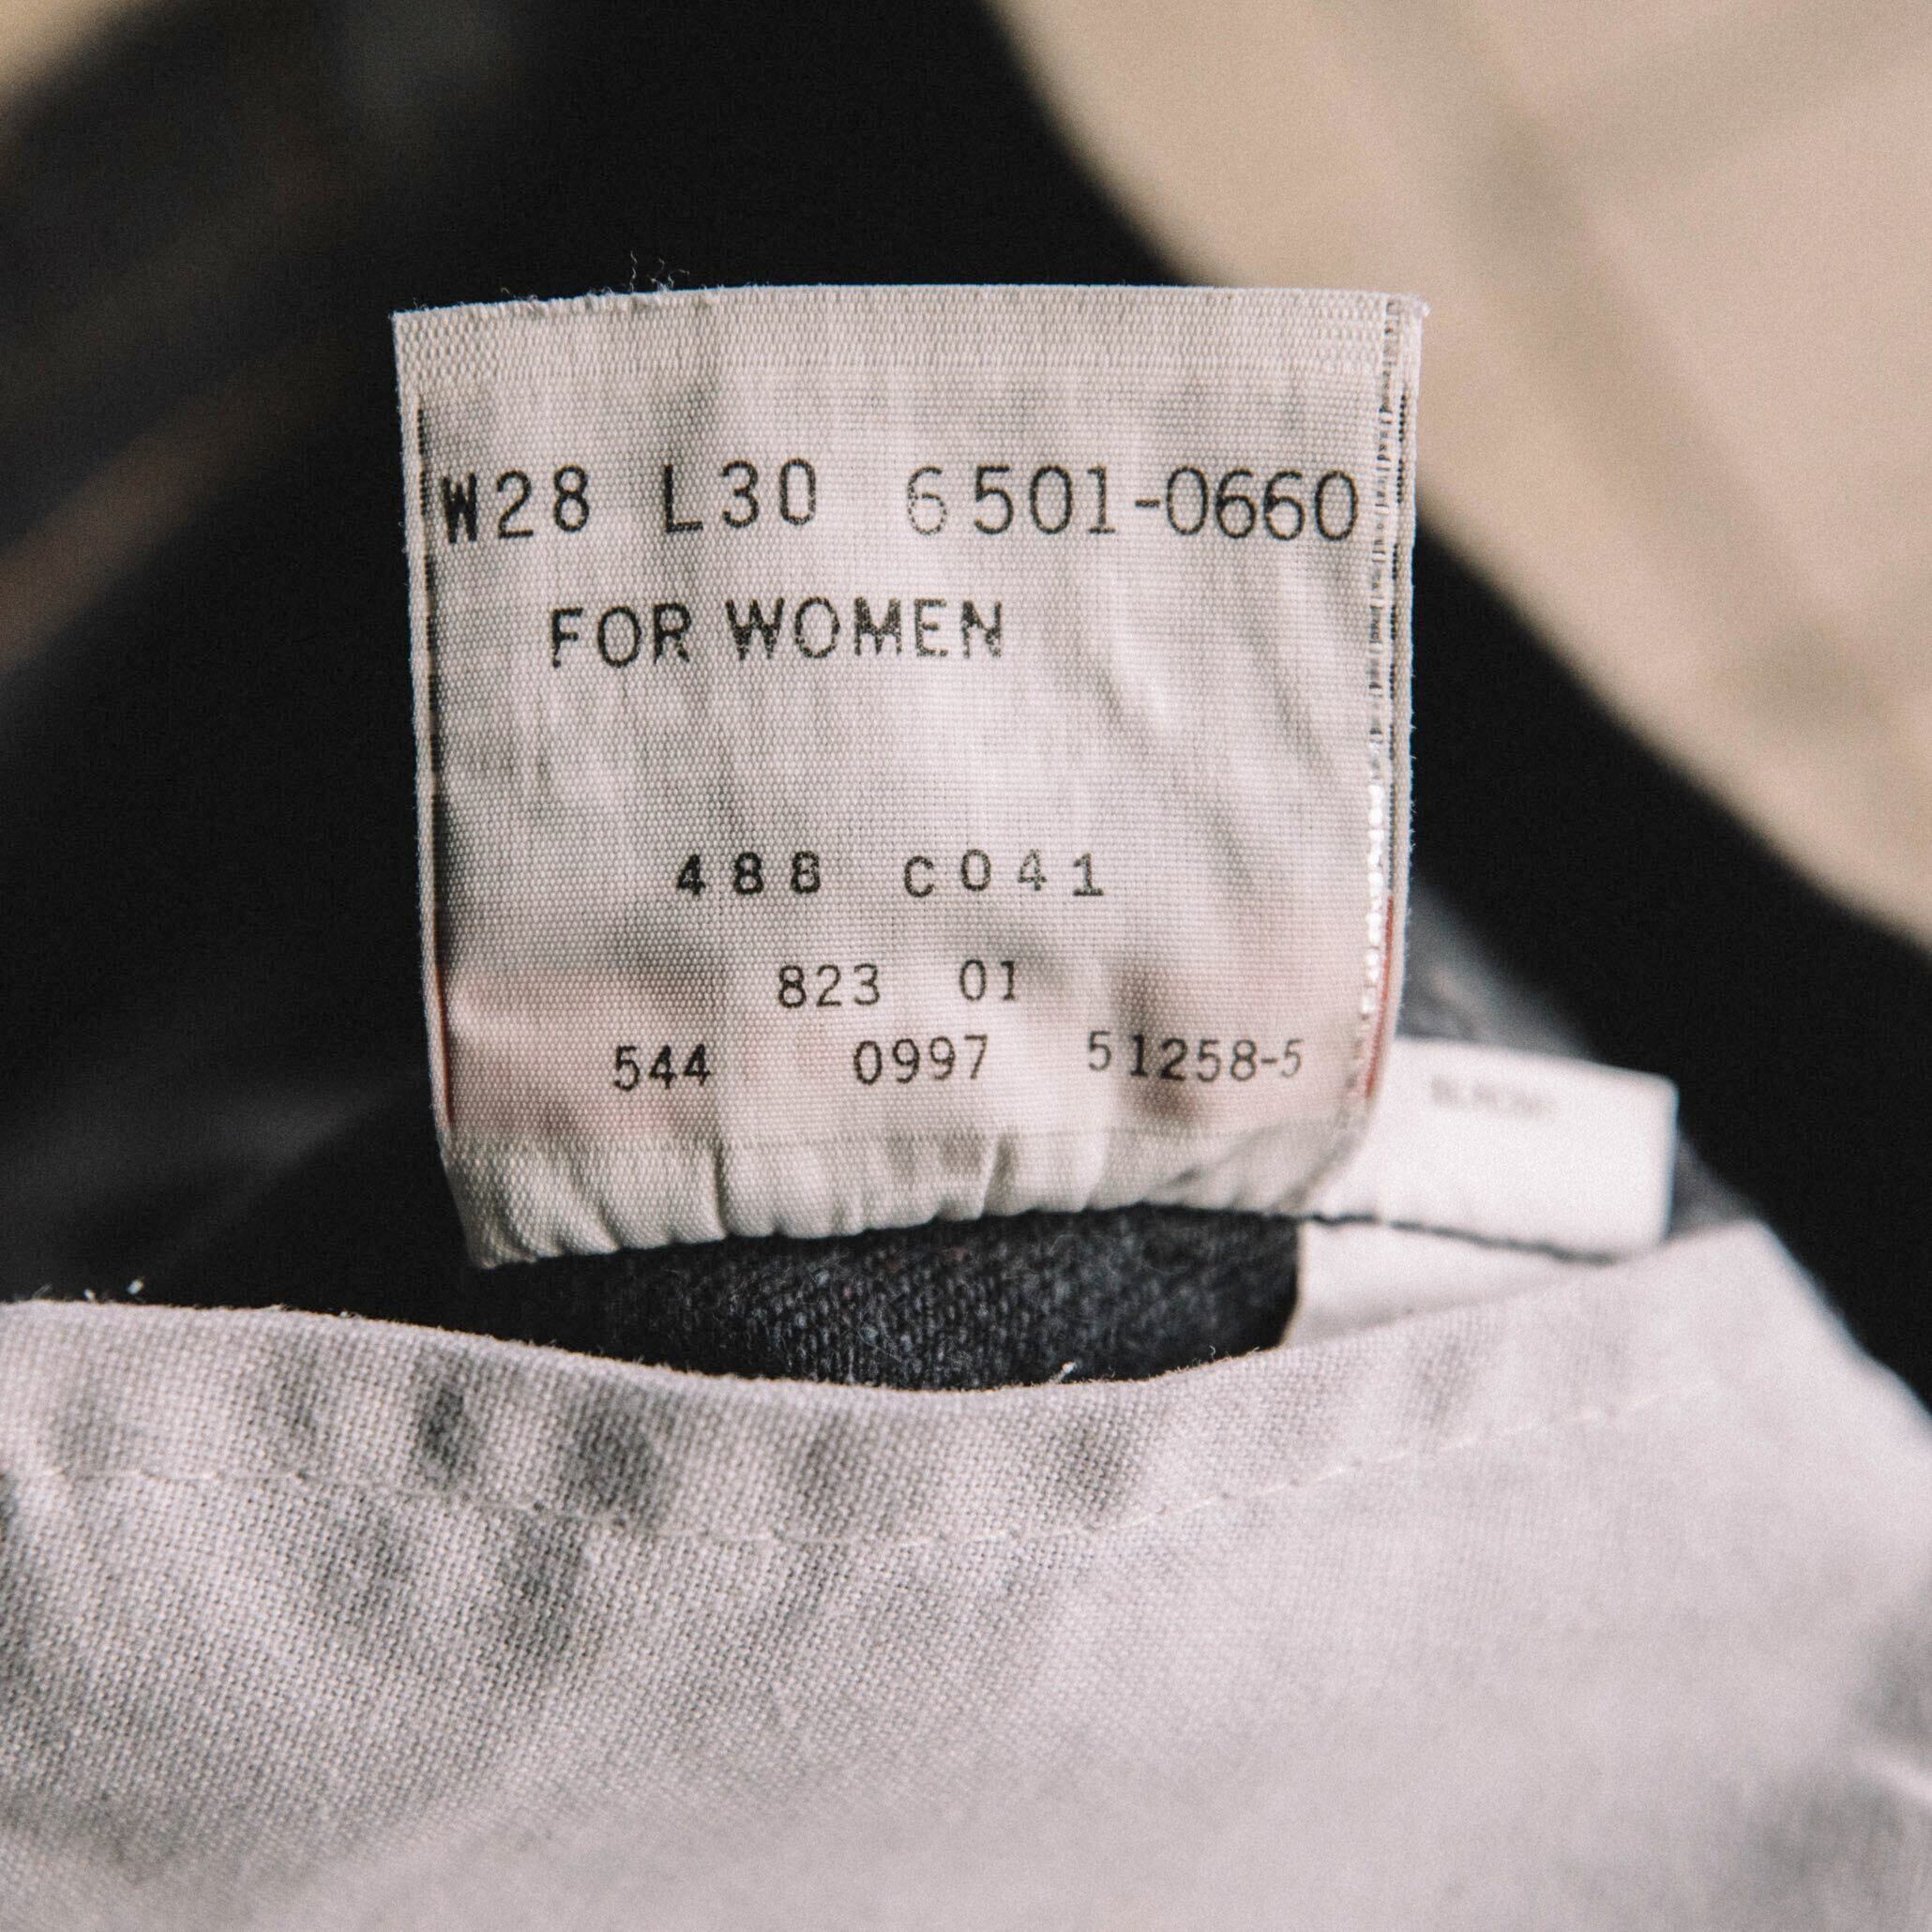 W28 L30 6501-0660
FOR WOMEN
488 C041
823 01
544 0997 51258-5